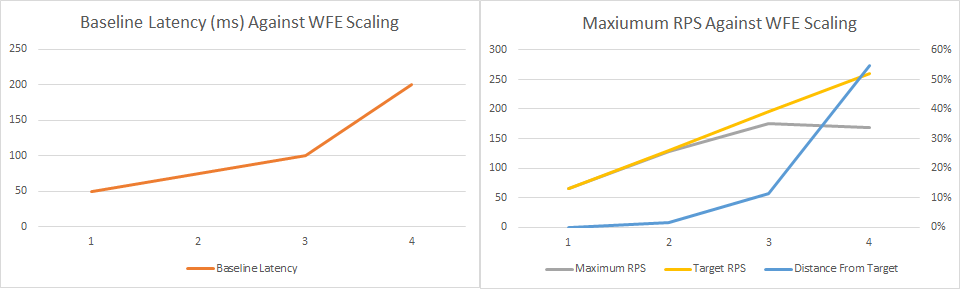 Baseline Latency (ms) Against WFE Scaling
250
200
150
100
50
0
1 2 3 4
Baseline Latency
Maxiumum RPS Against WFE Scaling
300 60%
250 50%
200 40%
150 30%
100 20%
50 10%
0 0%
1 2 3 4
Maximum RPS Target RPS Distance From Target